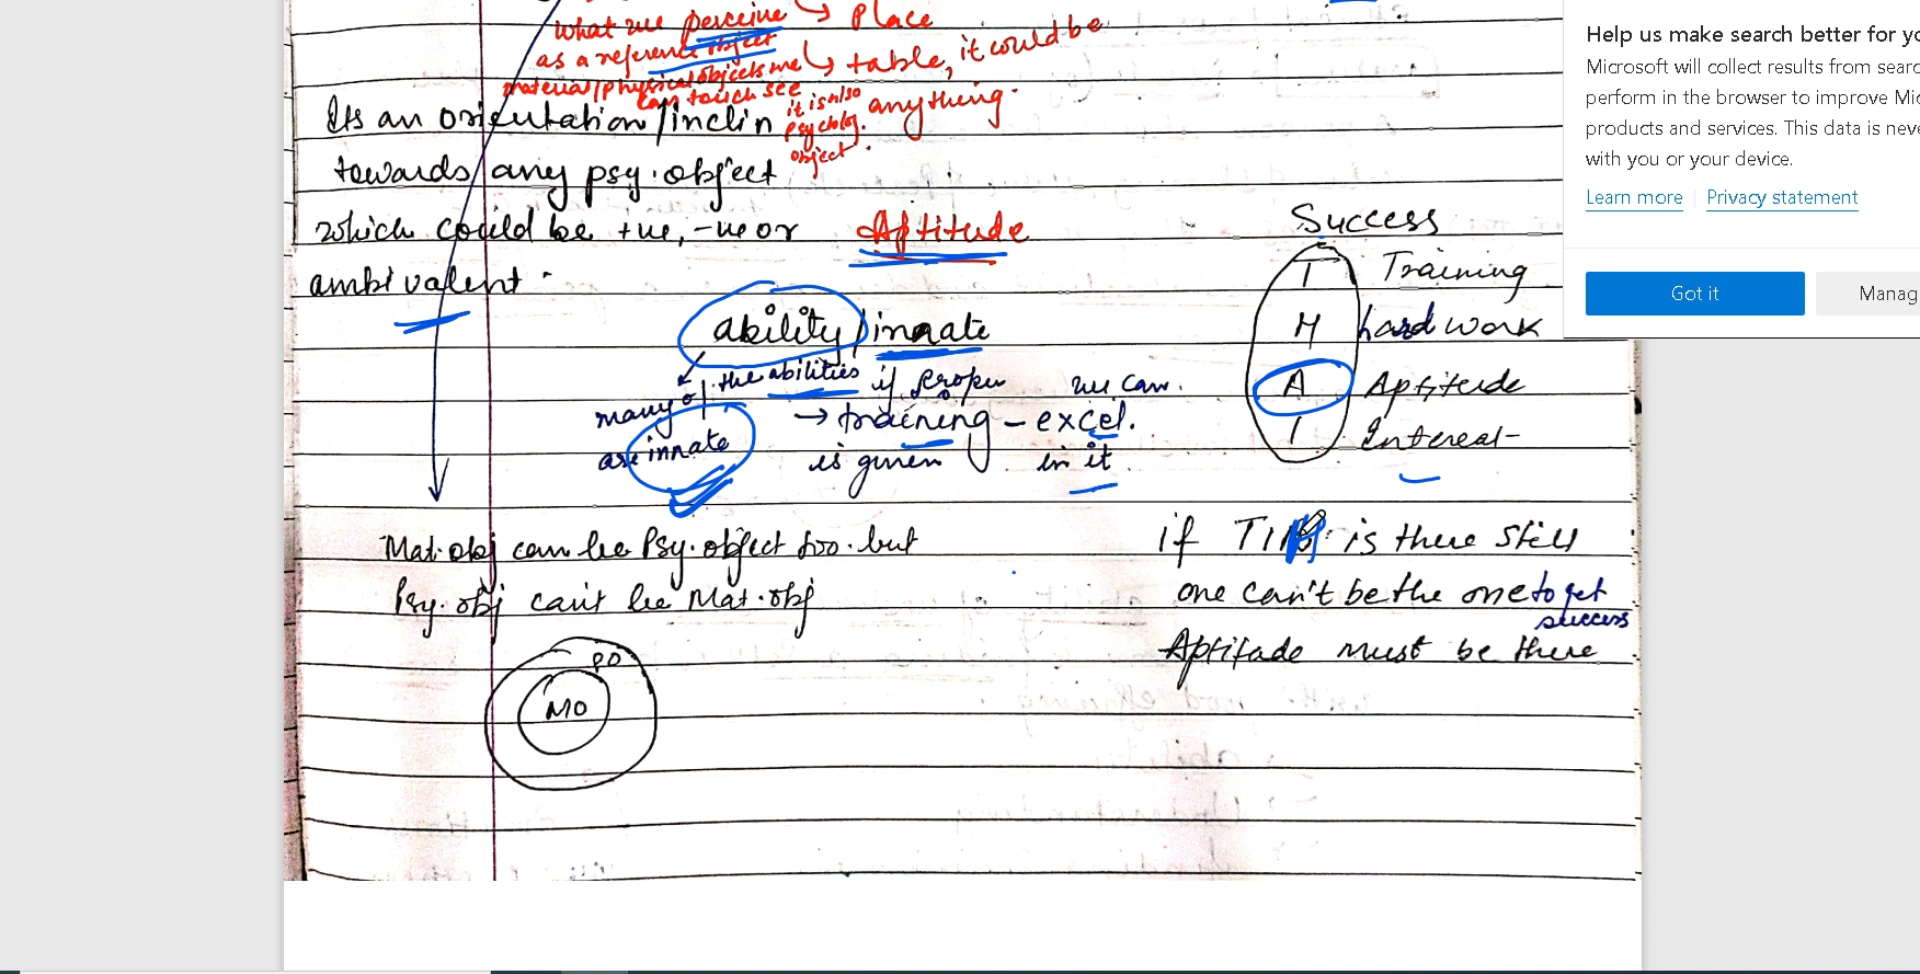 What we perceive → Place
as a reference object
material/physical objects we → table, it could be
can touch see
it is also anything.
psycholog.
object.
Its an orientation/inclin
towards any psy.object
which could be +ve, -ve or
ambivalent.
Aptitude
ability/innate
many of the abilities if proper we can.
are innate → training - excel.
is given in it
Success
T Training
H hard work
A Aptitude
I Interest
Mat.obj can be Psy.object too.but
Psy.obj can't be Mat.obj
PO
MO
if TIH is there still
one can't be the one to get
success
Aptitude must be there
Help us make search better for yo
Microsoft will collect results from searc
perform in the browser to improve Mic
products and services. This data is neve
with you or your device.
Learn more Privacy statement
Got it Manag